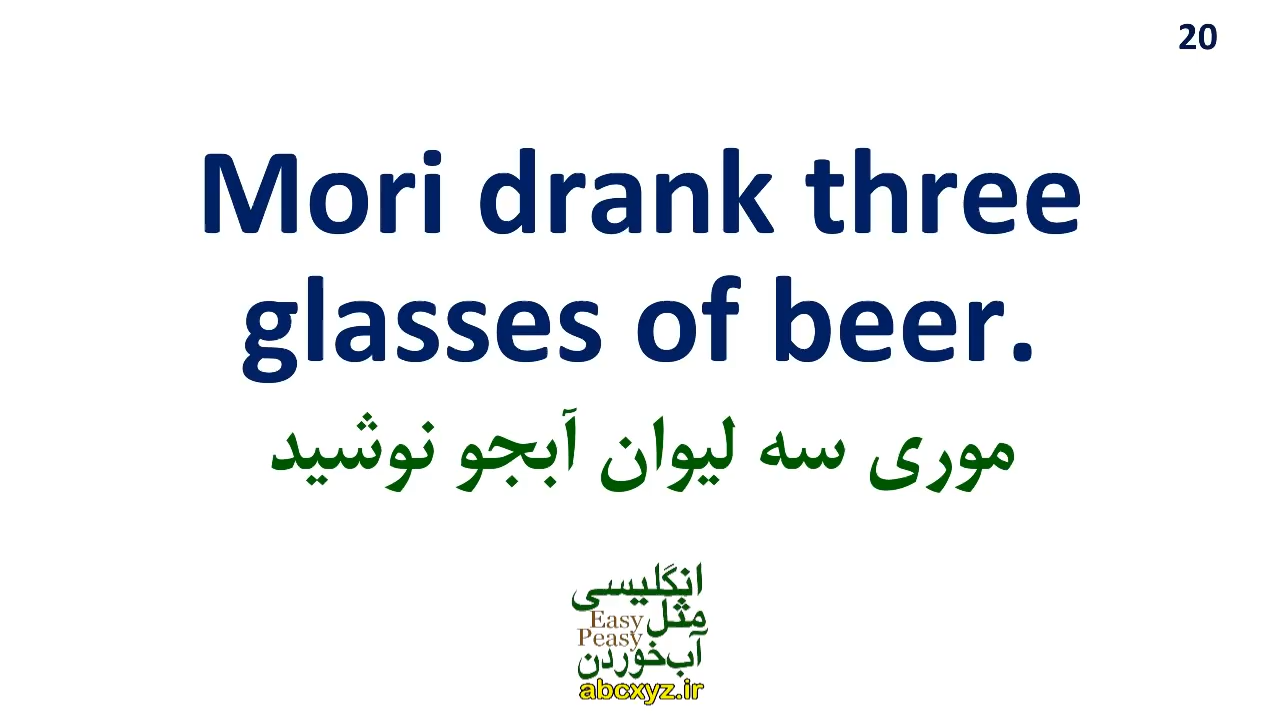 20
Mori drank three
glasses of beer.
موری سه لیوان آبجو نوشید
انگلیسی
مثل
Easy
Peasy
آب‌خوردن
abcxyz.ir